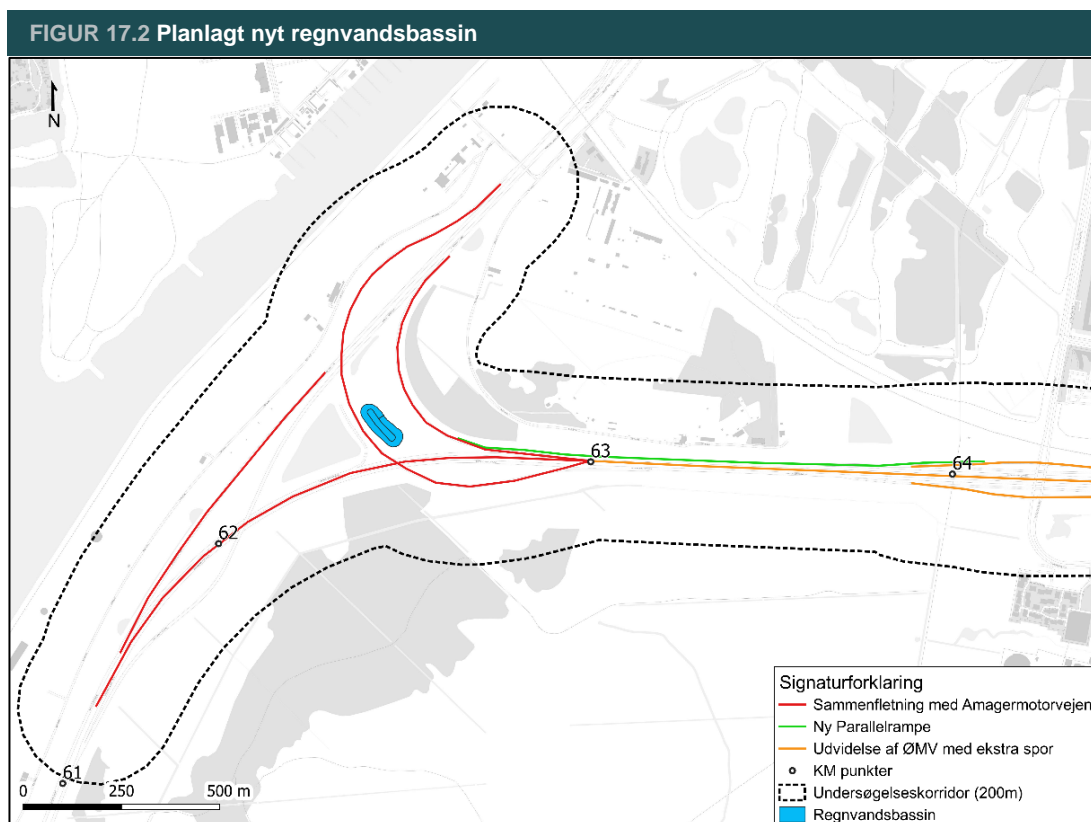 FIGUR 17.2 Planlagt nyt regnvandsbassin
N
63
64
62
61
0 250 500 m
Signaturforklaring
Sammenfletning med Amagermotorvejen
Ny Parallelrampe
Udvidelse af ØMV med ekstra spor
KM punkter
Undersøgelseskorridor (200m)
Regnvandsbassin